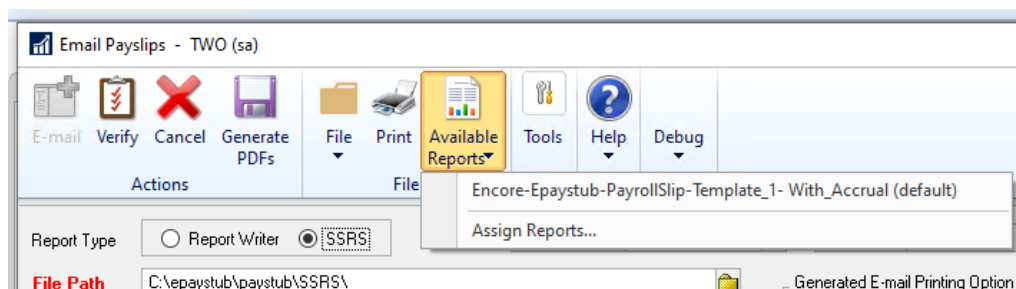 Email Payslips - TWO (sa)
E-mail Verify Cancel Generate PDFs File Print Available Reports Tools Help Debug
Actions File
Encore-Epaystub-PayrollSlip-Template_1- With_Accrual (default)
Assign Reports...
Report Type Report Writer SSRS
File Path C:\epaystub\paystub\SSRS\ Generated E-mail Printing Option